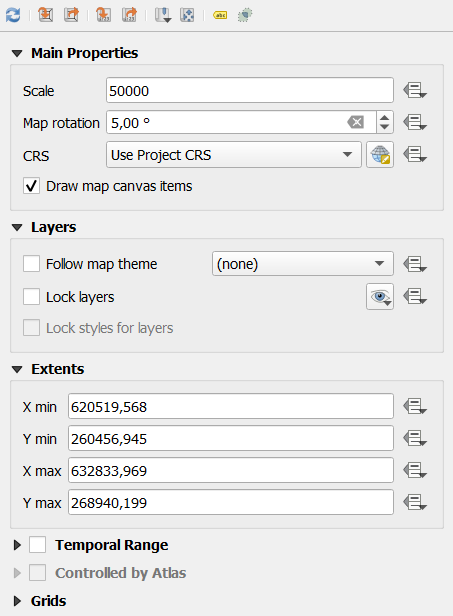 Main Properties
Scale 50000
Map rotation 5,00 °
CRS Use Project CRS
Draw map canvas items
Layers
Follow map theme (none)
Lock layers
Lock styles for layers
Extents
X min 620519,568
Y min 260456,945
X max 632833,969
Y max 268940,199
Temporal Range
Controlled by Atlas
Grids